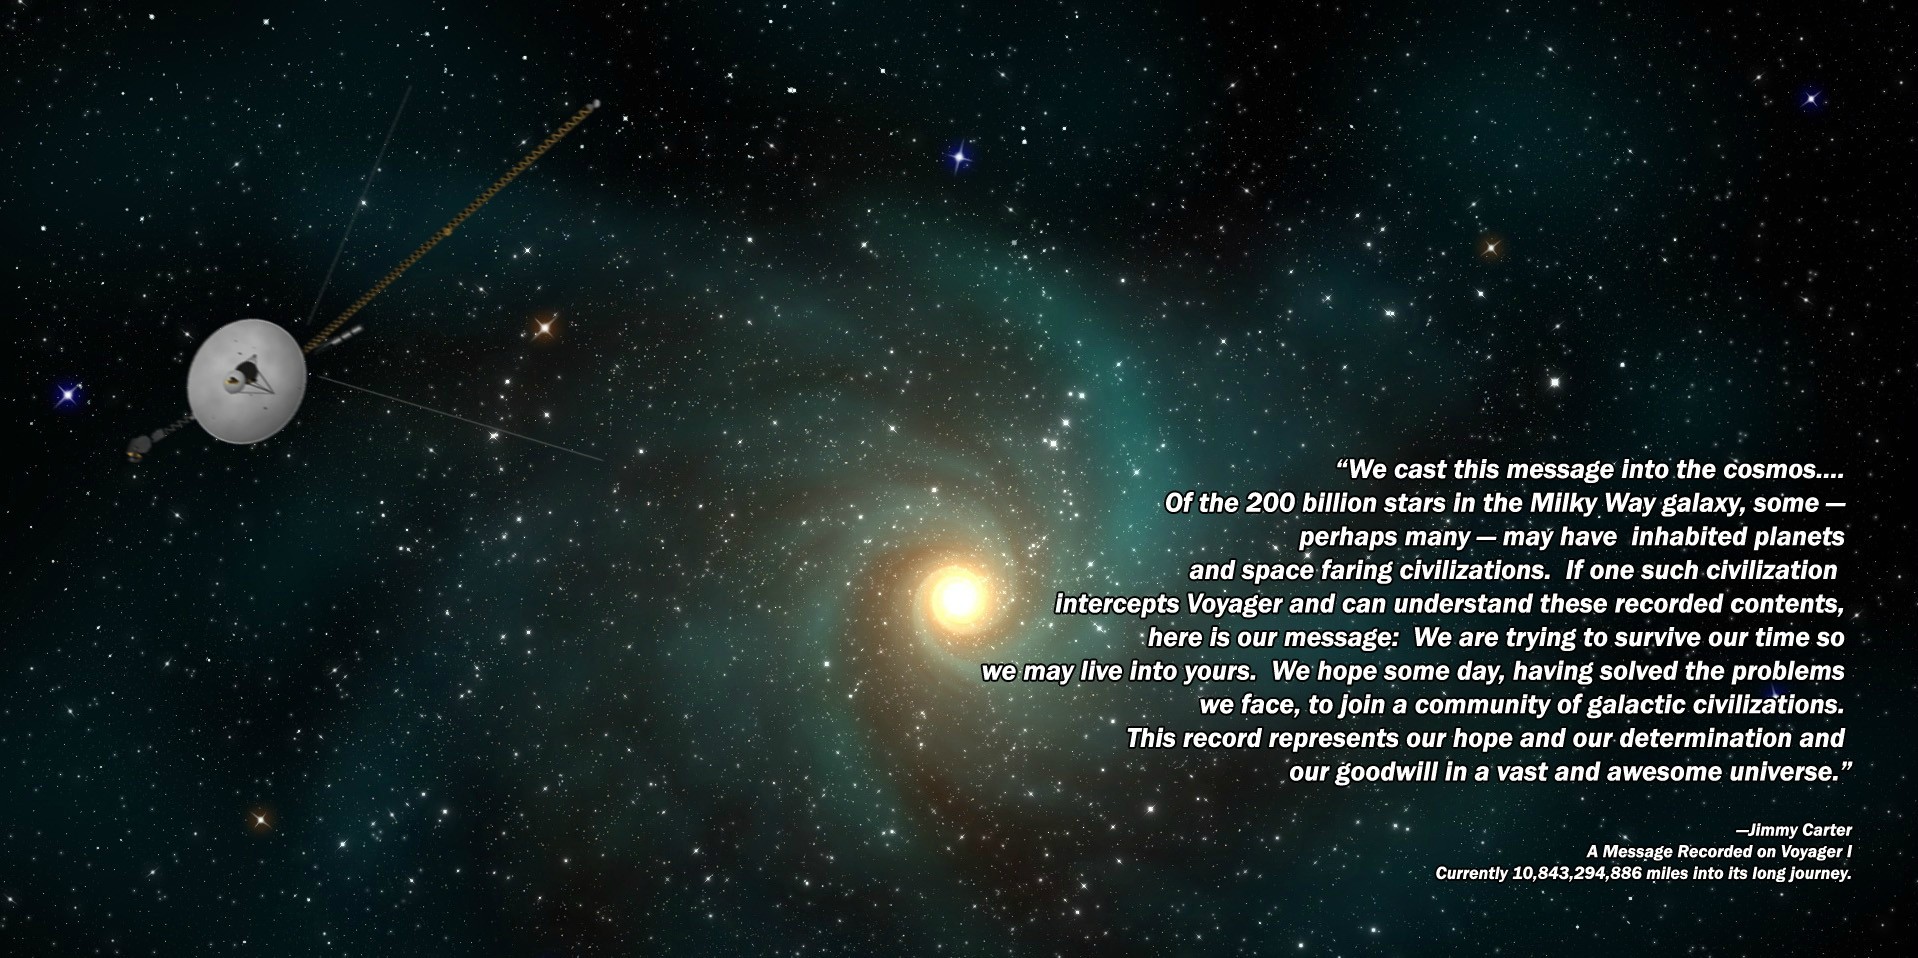 “We cast this message into the cosmos....
Of the 200 billion stars in the Milky Way galaxy, some —
perhaps many — may have  inhabited planets
and space faring civilizations.  If one such civilization
intercepts Voyager and can understand these recorded contents,
here is our message:  We are trying to survive our time so
we may live into yours.  We hope some day, having solved the problems
we face, to join a community of galactic civilizations.
This record represents our hope and our determination and
our goodwill in a vast and awesome universe.”
—Jimmy Carter
A Message Recorded on Voyager I
Currently 10,843,294,886 miles into its long journey.